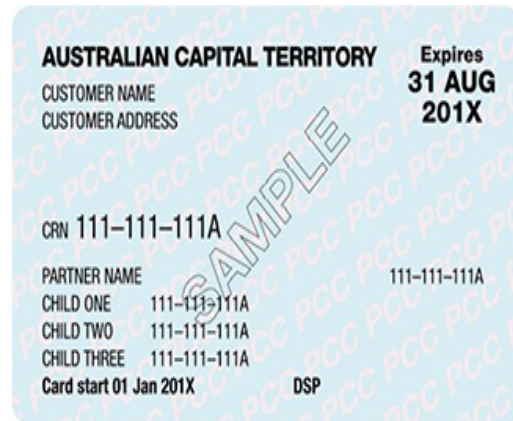 AUSTRALIAN CAPITAL TERRITORY
Expires
31 AUG
201X
CUSTOMER NAME
CUSTOMER ADDRESS
CRN 111–111–111A
PARTNER NAME 111–111–111A
CHILD ONE 111–111–111A
CHILD TWO 111–111–111A
CHILD THREE 111–111–111A
Card start 01 Jan 201X DSP
SAMPLE